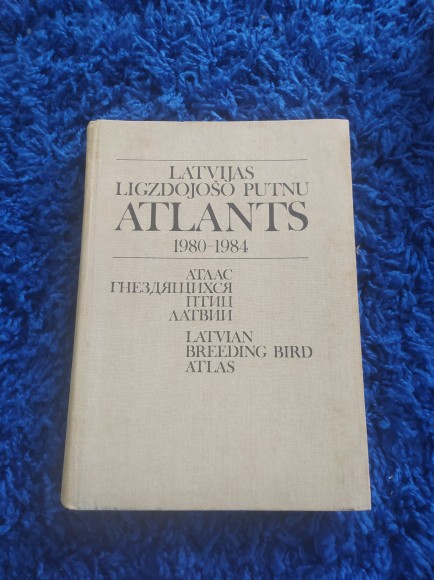 LATVIJAS
LIGZDOJOŠO PUTNU
ATLANTS
1980–1984
АТЛАС
ГНЕЗДЯЩИХСЯ
ПТИЦ
ЛАТВИИ
LATVIAN
BREEDING BIRD
ATLAS